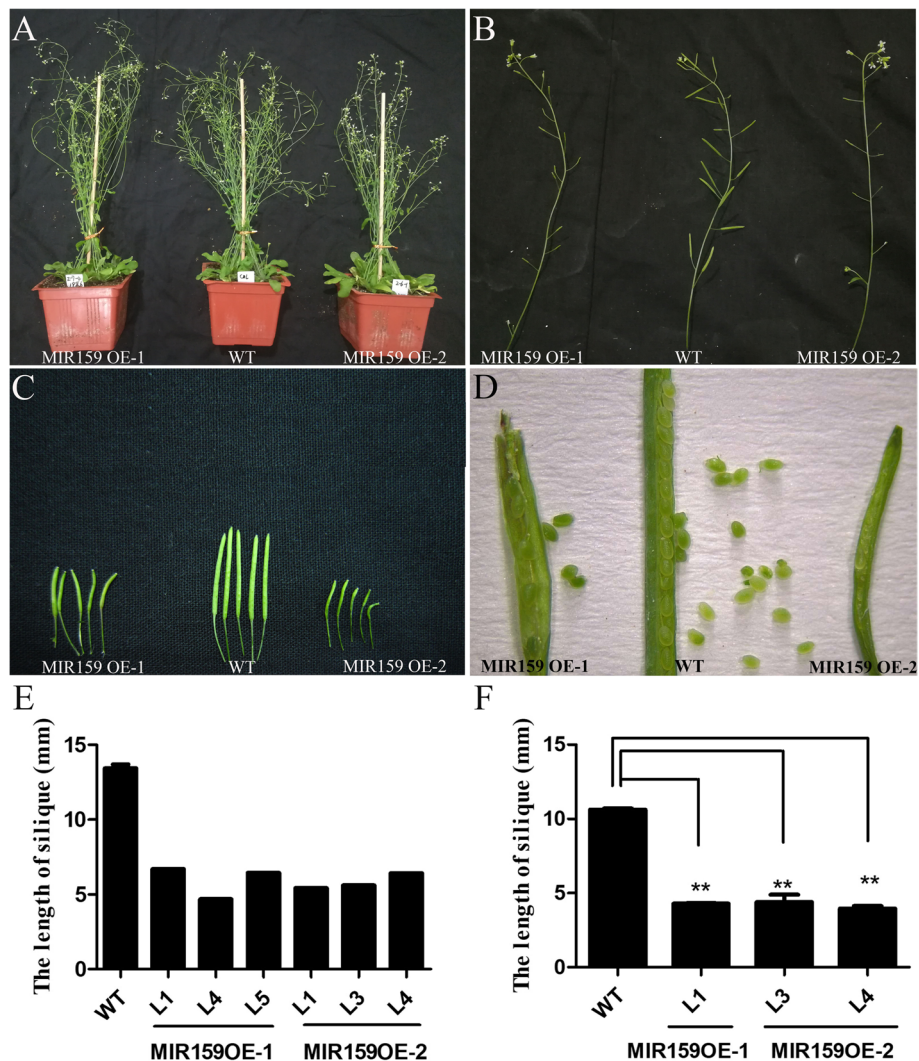 A
B
MIR159 OE-1
WT
MIR159 OE-2
MIR159 OE-1
WT
MIR159 OE-2
C
D
MIR159 OE-1
WT
MIR159 OE-2
MIR159 OE-1
WT
MIR159 OE-2
E
F
The length of silique (mm)
15
10
5
0
WT
L1
L4
L5
L1
L3
L4
MIR159OE-1
MIR159OE-2
The length of silique (mm)
15
10
5
0
**
**
**
WT
L1
L3
L4
MIR159OE-1
MIR159OE-2